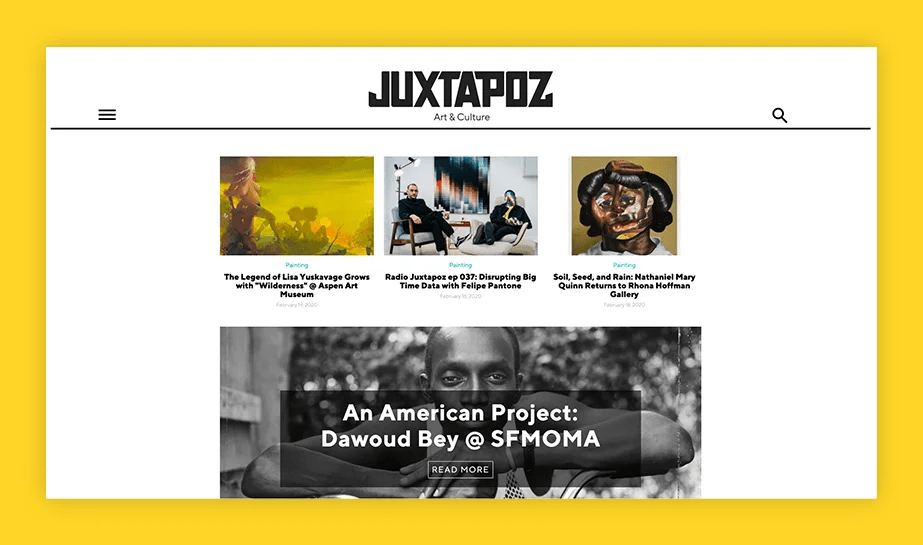 JUXTAPOZ
Art & Culture
Painting
The Legend of Lisa Yuskavage Grows
with "Wilderness" @ Aspen Art
Museum
February 19, 2020
Painting
Radio Juxtapoz ep 037: Disrupting Big
Time Data with Felipe Pantone
February 18, 2020
Painting
Soil, Seed, and Rain: Nathaniel Mary
Quinn Returns to Rhona Hoffman
Gallery
February 18, 2020
An American Project:
Dawoud Bey @ SFMOMA
READ MORE